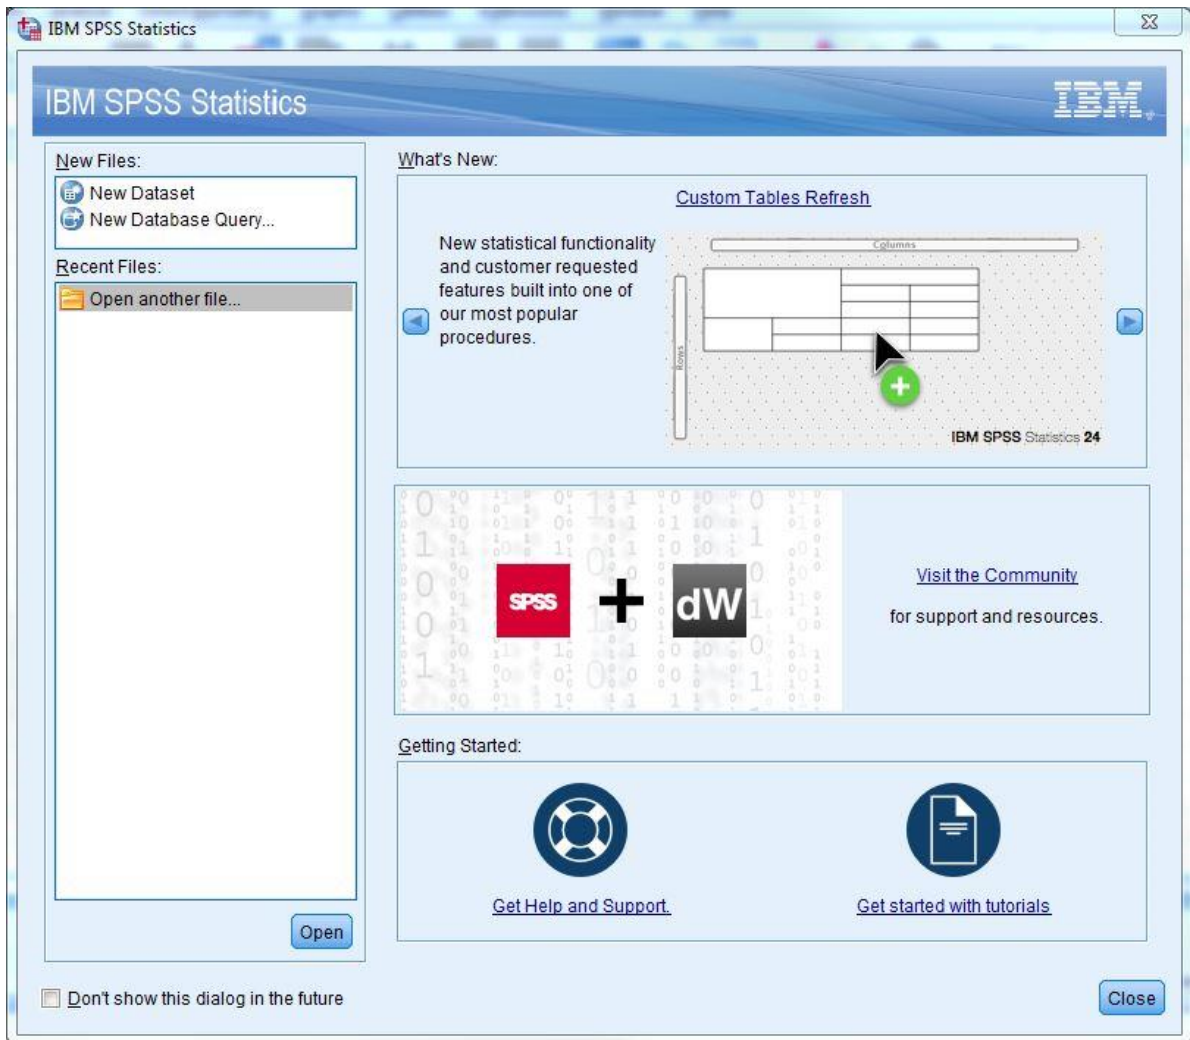 IBM SPSS Statistics
IBM SPSS Statistics
IBM
New Files:
New Dataset
New Database Query...
Recent Files:
Open another file...
Open
What's New:
Custom Tables Refresh
New statistical functionality
and customer requested
features built into one of
our most popular
procedures.
Columns
Rows
IBM SPSS Statistics 24
SPSS + dW
Visit the Community
for support and resources.
Getting Started:
Get Help and Support.
Get started with tutorials
Don't show this dialog in the future
Close